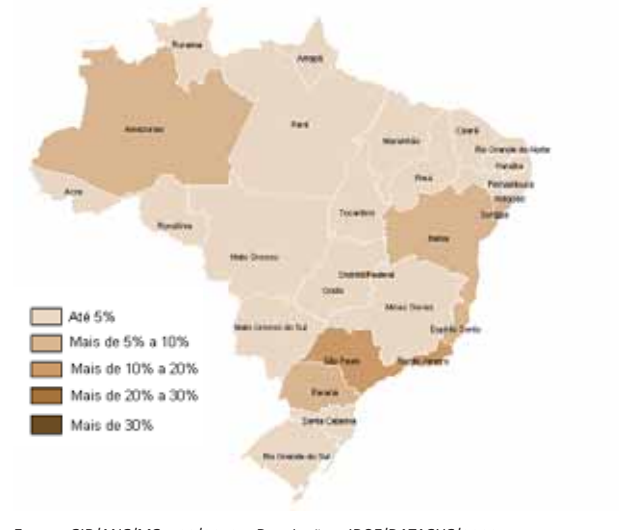 Roraima
Amapá
Amazonas
Pará
Maranhão
Ceará
Rio Grande do Norte
Paraíba
Piauí
Pernambuco
Acre
Alagoas
Sergipe
Tocantins
Rondônia
Bahia
Mato Grosso
Distrito Federal
Goiás
Minas Gerais
Mato Grosso do Sul
Espírito Santo
São Paulo
Rio de Janeiro
Paraná
Santa Catarina
Rio Grande do Sul
Até 5%
Mais de 5% a 10%
Mais de 10% a 20%
Mais de 20% a 30%
Mais de 30%